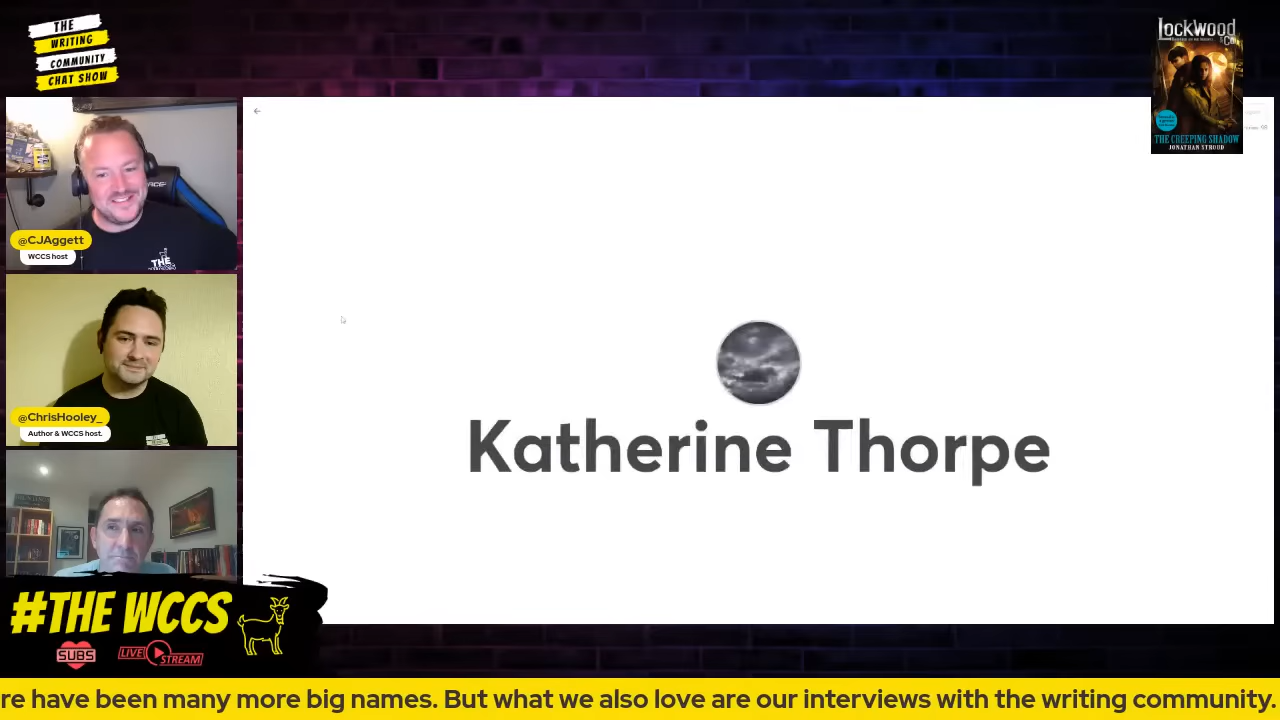 THE
WRITING
COMMUNITY
CHAT SHOW
LOCKWOOD
& Co
THE CREEPING SHADOW
JONATHAN STROUD
@CJAggett
WCCS host
THE
@ChrisHooley_
Author & WCCS host.
Katherine Thorpe
#THE WCCS
SUBS
LIVE
STREAM
re have been many more big names. But what we also love are our interviews with the writing community.